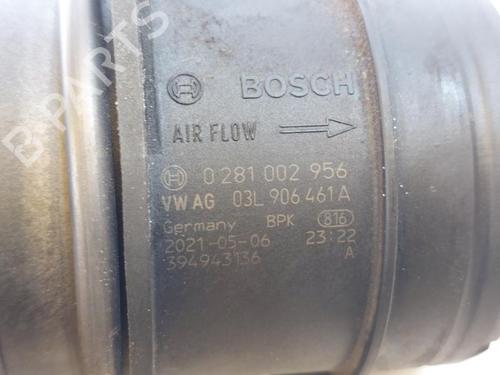 B-PARTS
BOSCH
AIR FLOW
0 281 002 956
VW AG 03L 906 461 A
Germany BPK 816
2021-05-06 23:22
394943136 A